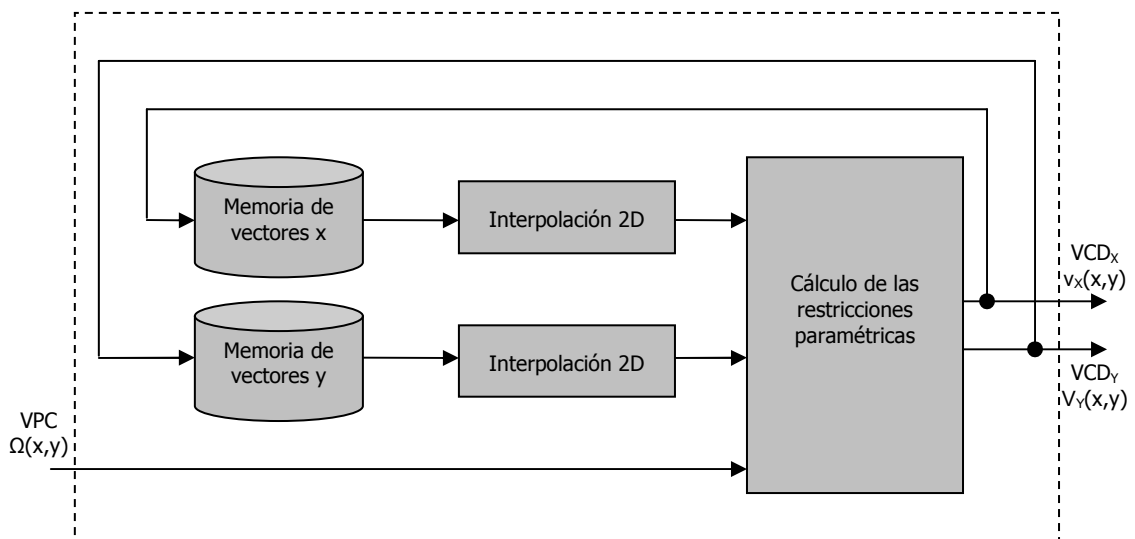 Memoria de
vectores x
Interpolación 2D
Cálculo de las
restricciones
paramétricas
VCDX
vX(x,y)
Memoria de
vectores y
Interpolación 2D
VCDY
VY(x,y)
VPC
Ω(x,y)